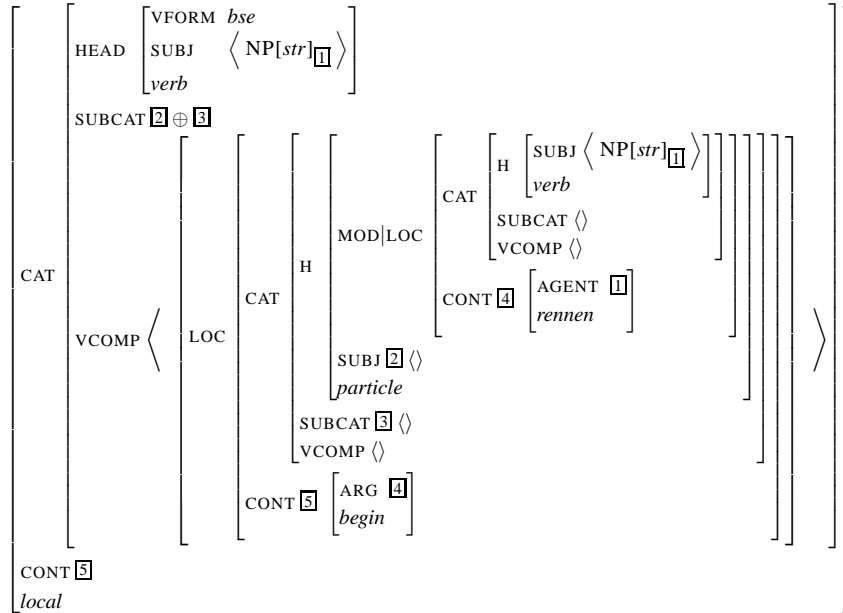 VFORM bse
HEAD SUBJ ⟨ NP[str]1 ⟩
verb
SUBCAT 2 ⊕ 3
H SUBJ ⟨ NP[str]1 ⟩
verb
CAT
SUBCAT ⟨⟩
MOD|LOC
VCOMP ⟨⟩
H
CAT
CAT
AGENT 1
CONT 4
rennen
VCOMP ⟨ LOC ⟩
SUBJ 2 ⟨⟩
particle
SUBCAT 3 ⟨⟩
VCOMP ⟨⟩
ARG 4
CONT 5
begin
CONT 5
local